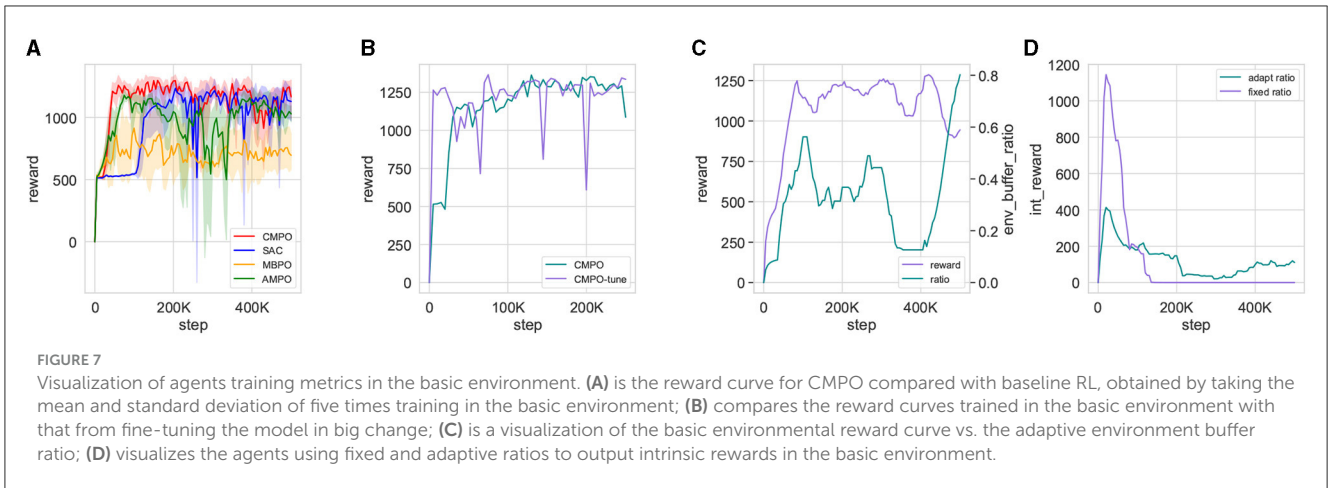 A
B
C
D
reward
1000
500
0
0
200K
400K
step
CMPO
SAC
MBPO
AMPO
reward
1250
1000
750
500
250
0
0
100K
200K
step
CMPO
CMPO-tune
reward
1250
1000
750
500
250
0
0
200K
400K
step
env_buffer_ratio
0.8
0.6
0.4
0.2
0.0
reward
ratio
int_reward
1200
1000
800
600
400
200
0
0
200K
400K
step
adapt ratio
fixed ratio
FIGURE 7
Visualization of agents training metrics in the basic environment. (A) is the reward curve for CMPO compared with baseline RL, obtained by taking the
mean and standard deviation of five times training in the basic environment; (B) compares the reward curves trained in the basic environment with
that from fine-tuning the model in big change; (C) is a visualization of the basic environmental reward curve vs. the adaptive environment buffer
ratio; (D) visualizes the agents using fixed and adaptive ratios to output intrinsic rewards in the basic environment.